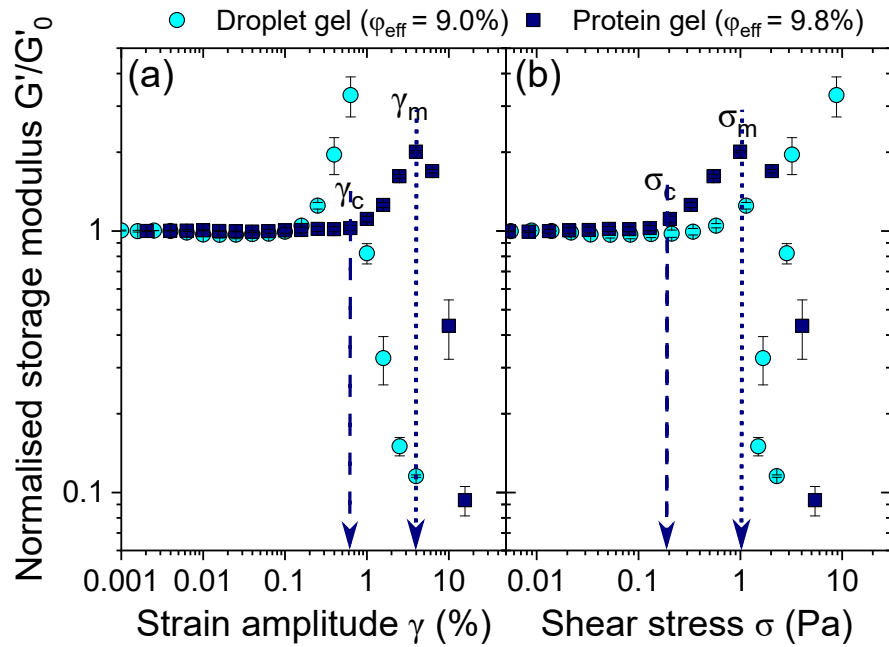 Droplet gel (φeff = 9.0%) Protein gel (φeff = 9.8%)
Normalised storage modulus G'/G'0
(a)
γm
γc
1
0.1
0.001 0.01 0.1 1 10
Strain amplitude γ (%)
(b)
σm
σc
0.01 0.1 1 10
Shear stress σ (Pa)